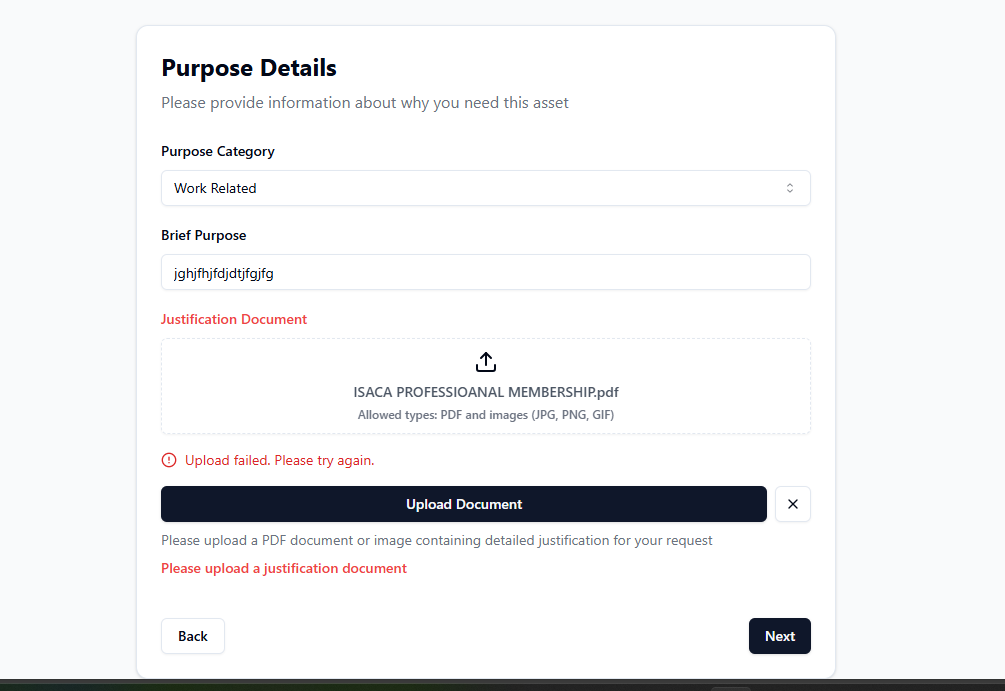 Purpose Details
Please provide information about why you need this asset
Purpose Category
Work Related
Brief Purpose
jghjfhjfdjdtjfgjfg
Justification Document
ISACA PROFESSIOANAL MEMBERSHIP.pdf
Allowed types: PDF and images (JPG, PNG, GIF)
Upload failed. Please try again.
Upload Document
Please upload a PDF document or image containing detailed justification for your request
Please upload a justification document
Back
Next